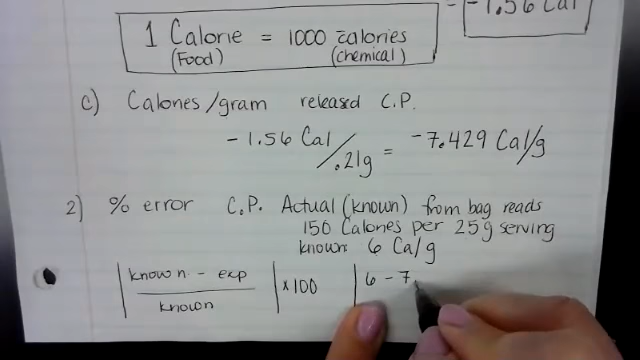 = -1.56 Cal
1 Calorie = 1000 calories
(Food) (chemical)
c) Calories/gram released C.P.
-1.56 Cal/.21g = -7.429 Cal/g
2) % error C.P. Actual (known) from bag reads
150 Calories per 25g serving
known: 6 Ca/g
|known - exp / known| x100 |6 - 7.